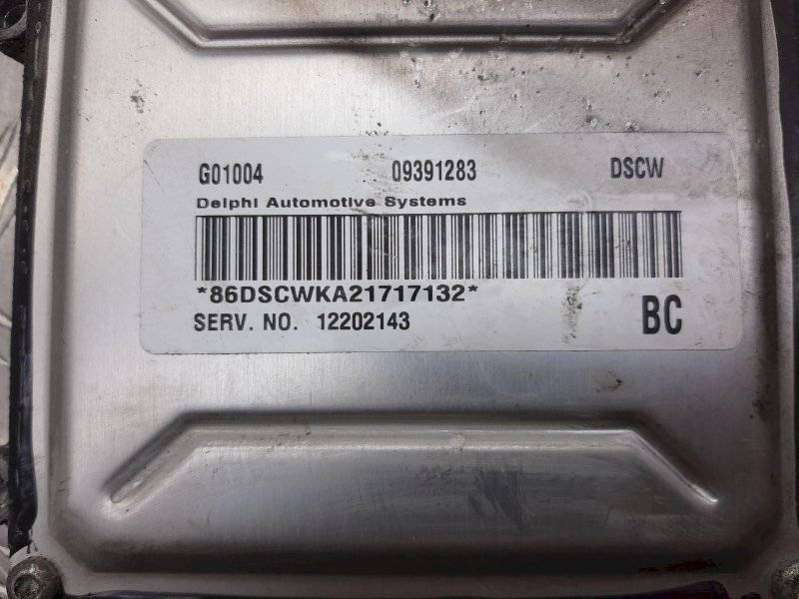 G01004 09391283 DSCW
Delphi Automotive Systems
*86DSCWKA21717132*
SERV. NO. 12202143 BC